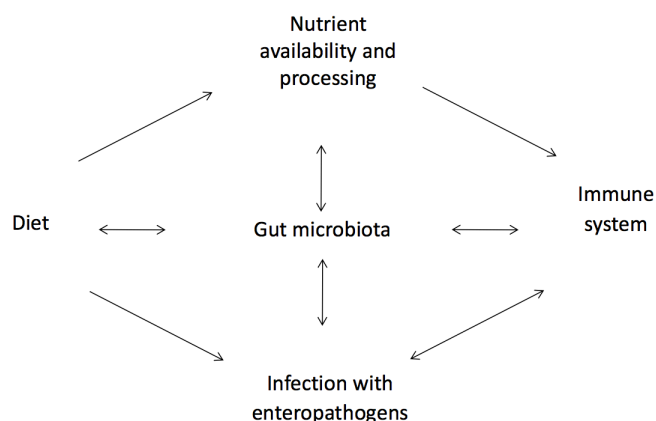 Nutrient
availability and
processing
Diet
Gut microbiota
Immune
system
Infection with
enteropathogens